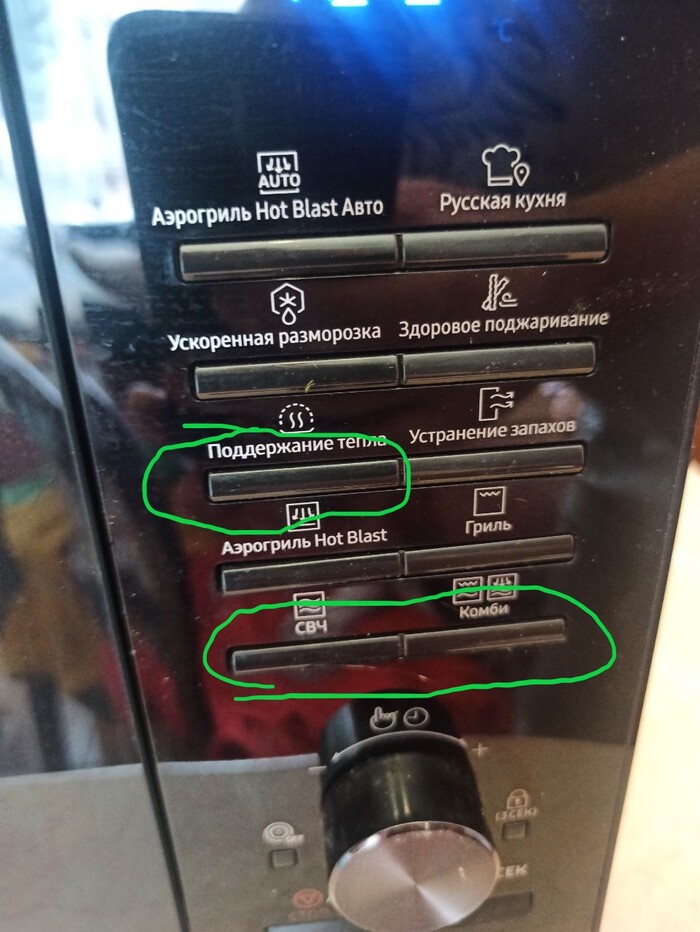 °C
AUTO
Аэрогриль Hot Blast Авто
Русская кухня
Ускоренная разморозка
Здоровое поджаривание
Поддержание тепла
Устранение запахов
Аэрогриль Hot Blast
Гриль
СВЧ
Комби
- +
(3СЕК)